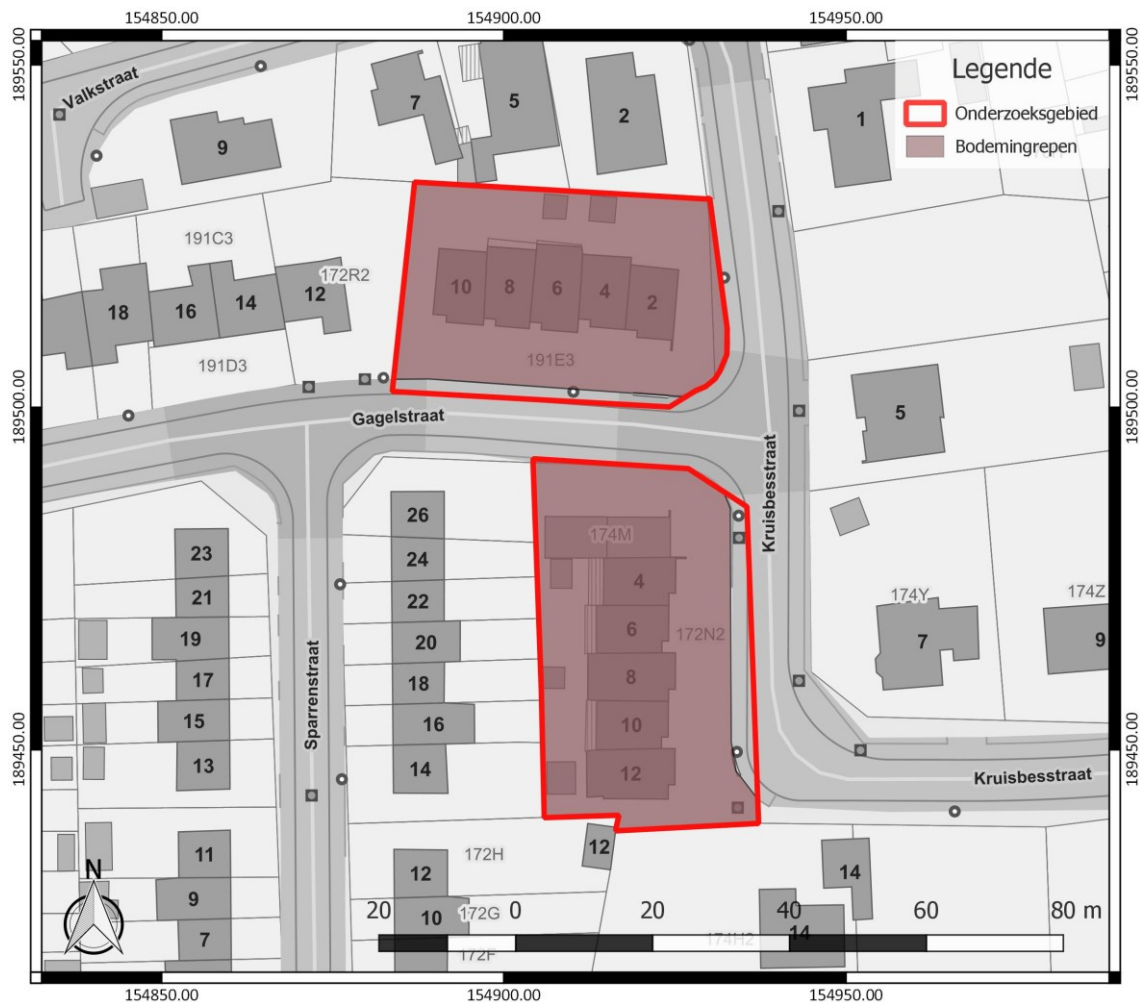 154850.00
154900.00
154950.00
189550.00
189550.00
Valkstraat
Legende
Onderzoeksgebied
Bodemingrepen
7
5
2
1
9
191C3
172R2
18
16
14
12
10
8
6
4
2
191D3
191E3
189500.00
189500.00
Gagelstraat
5
Kruisbesstraat
26
174M
23
24
4
174Y
174Z
21
22
6
172N2
19
20
7
9
17
18
8
Sparrenstraat
15
16
10
13
14
12
189450.00
189450.00
Kruisbesstraat
11
12
172H
12
14
N
9
10
172G
20
0
20
40
60
80 m
7
172F
174H2
14
154850.00
154900.00
154950.00